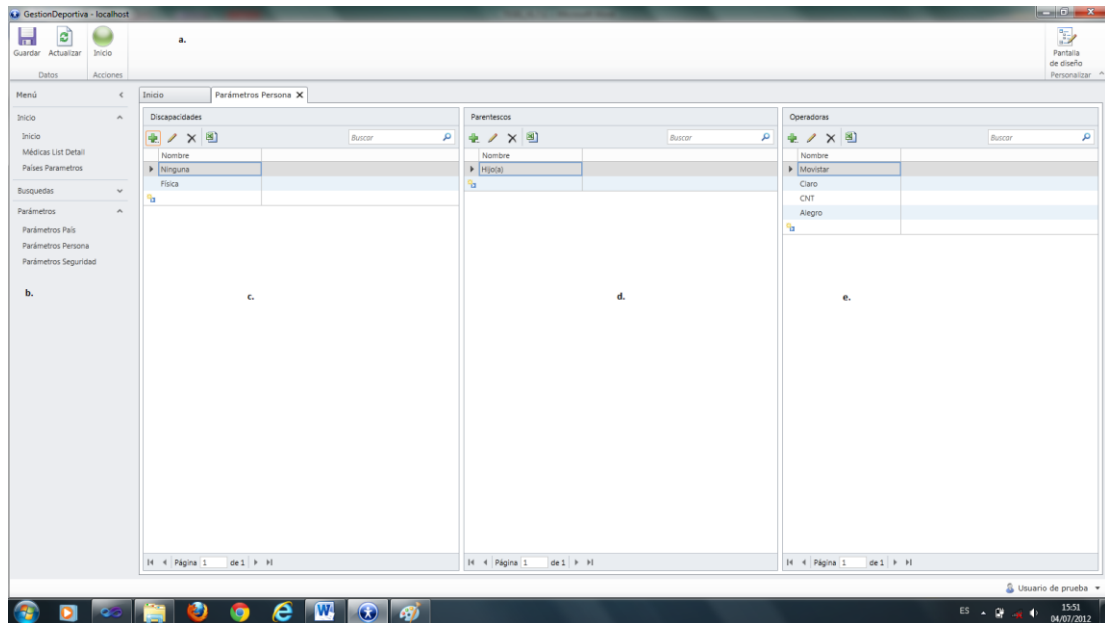 GestionDeportiva - localhost
Guardar Actualizar Inicio
a.
Pantalla
de diseño
Datos Acciones Personalizar
Menú
Inicio
Inicio
Médicas List Detail
Países Parametros
Busquedas
Parámetros
Parámetros País
Parámetros Persona
Parámetros Seguridad
b.
Inicio Parámetros Persona
Discapacidades
Buscar
Nombre
Ninguna
Física
c.
Página 1 de 1
Parentescos
Buscar
Nombre
Hijo(a)
d.
Página 1 de 1
Operadoras
Buscar
Nombre
Movistar
Claro
CNT
Alegro
e.
Página 1 de 1
Usuario de prueba
ES 15:51
04/07/2012